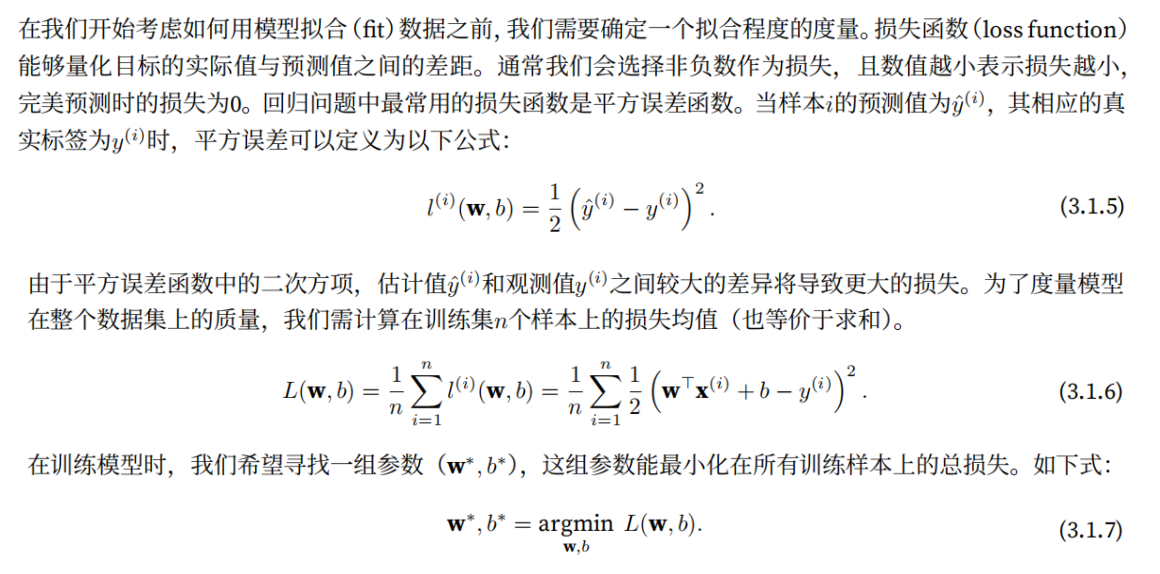 在我们开始考虑如何用模型拟合（fit）数据之前，我们需要确定一个拟合程度的度量。损失函数（loss function）
能够量化目标的实际值与预测值之间的差距。通常我们会选择非负数作为损失，且数值越小表示损失越小，
完美预测时的损失为0。回归问题中最常用的损失函数是平方误差函数。当样本i的预测值为ŷ⁽ⁱ⁾，其相应的真
实标签为y⁽ⁱ⁾时，平方误差可以定义为以下公式：
l⁽ⁱ⁾(w, b) = 1/2 (ŷ⁽ⁱ⁾ − y⁽ⁱ⁾)². (3.1.5)
由于平方误差函数中的二次方项，估计值ŷ⁽ⁱ⁾和观测值y⁽ⁱ⁾之间较大的差异将导致更大的损失。为了度量模型
在整个数据集上的质量，我们需计算在训练集n个样本上的损失均值（也等价于求和）。
L(w, b) = 1/n ∑ᵢ₌₁ⁿ l⁽ⁱ⁾(w, b) = 1/n ∑ᵢ₌₁ⁿ 1/2 (w⊤x⁽ⁱ⁾ + b − y⁽ⁱ⁾)². (3.1.6)
在训练模型时，我们希望寻找一组参数（w*, b*），这组参数能最小化在所有训练样本上的总损失。如下式：
w*, b* = argmin w,b L(w, b). (3.1.7)